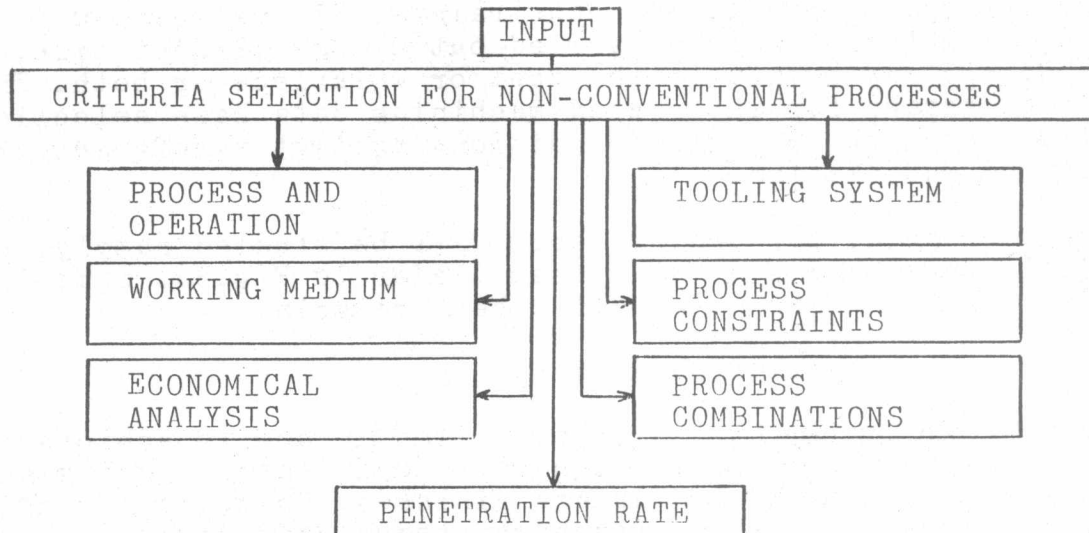 INPUT
CRITERIA SELECTION FOR NON-CONVENTIONAL PROCESSES
PROCESS AND
OPERATION
TOOLING SYSTEM
WORKING MEDIUM
PROCESS
CONSTRAINTS
ECONOMICAL
ANALYSIS
PROCESS
COMBINATIONS
PENETRATION RATE